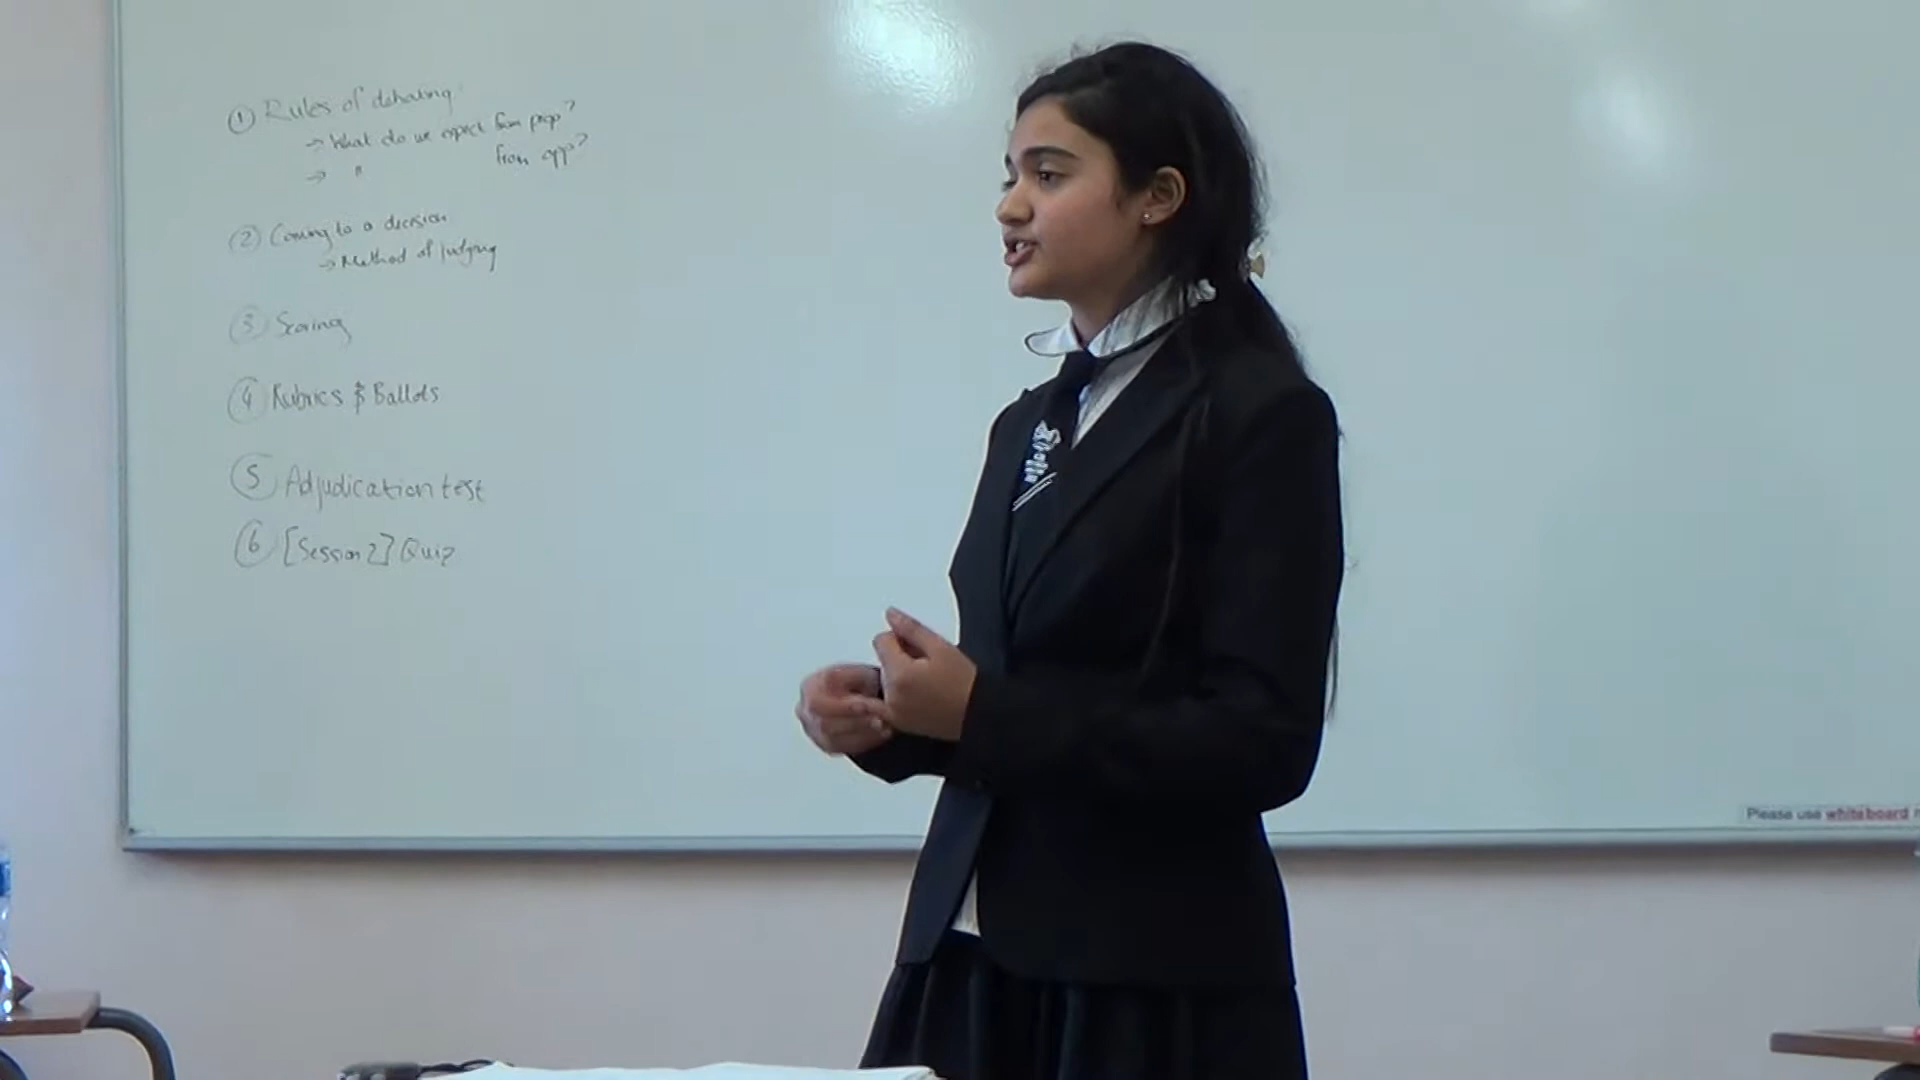 ① Rules of debating:
→ What do we expect from prop?
→ " from opp?
② Coming to a decision
→ Method of judging
③ Scoring
④ Rubrics & Ballots
⑤ Adjudication test
⑥ [Session 2] Quiz
Please use whiteboard